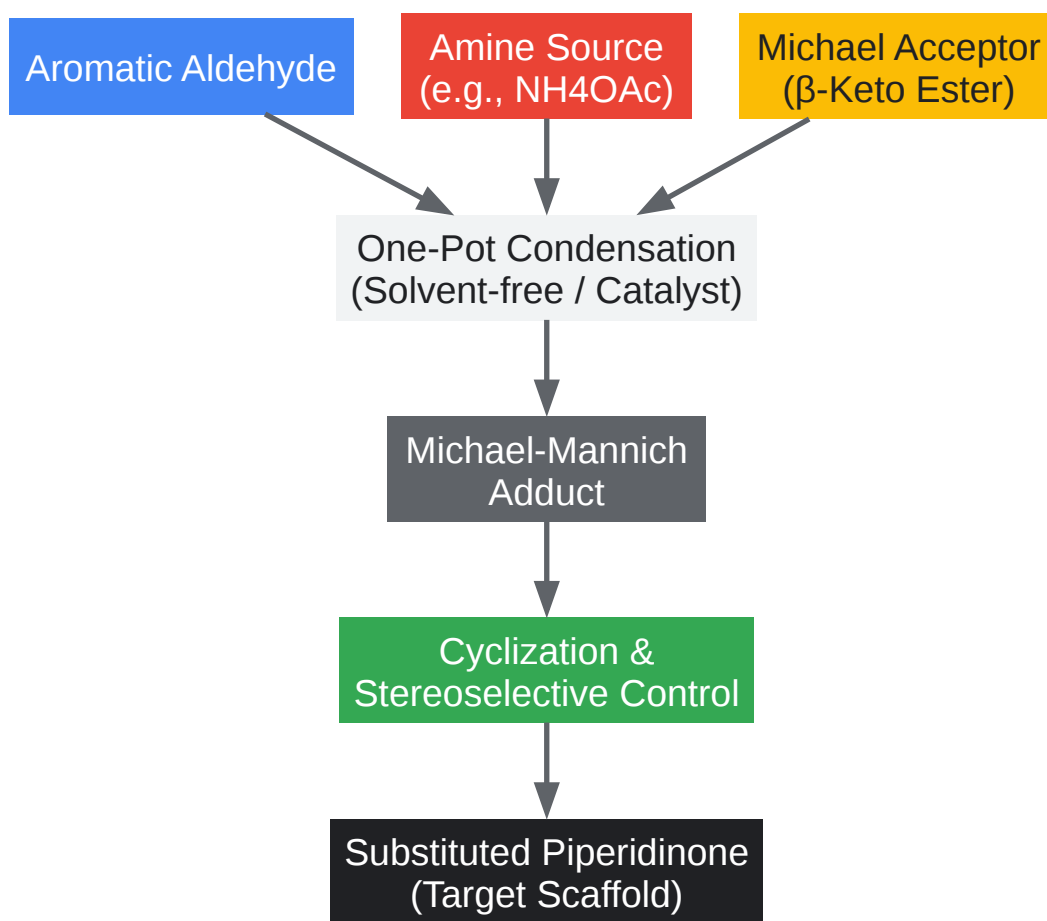 Aromatic Aldehyde
Amine Source
(e.g., NH4OAc)
Michael Acceptor
(β-Keto Ester)
One-Pot Condensation
(Solvent-free / Catalyst)
Michael-Mannich
Adduct
Cyclization &
Stereoselective Control
Substituted Piperidinone
(Target Scaffold)